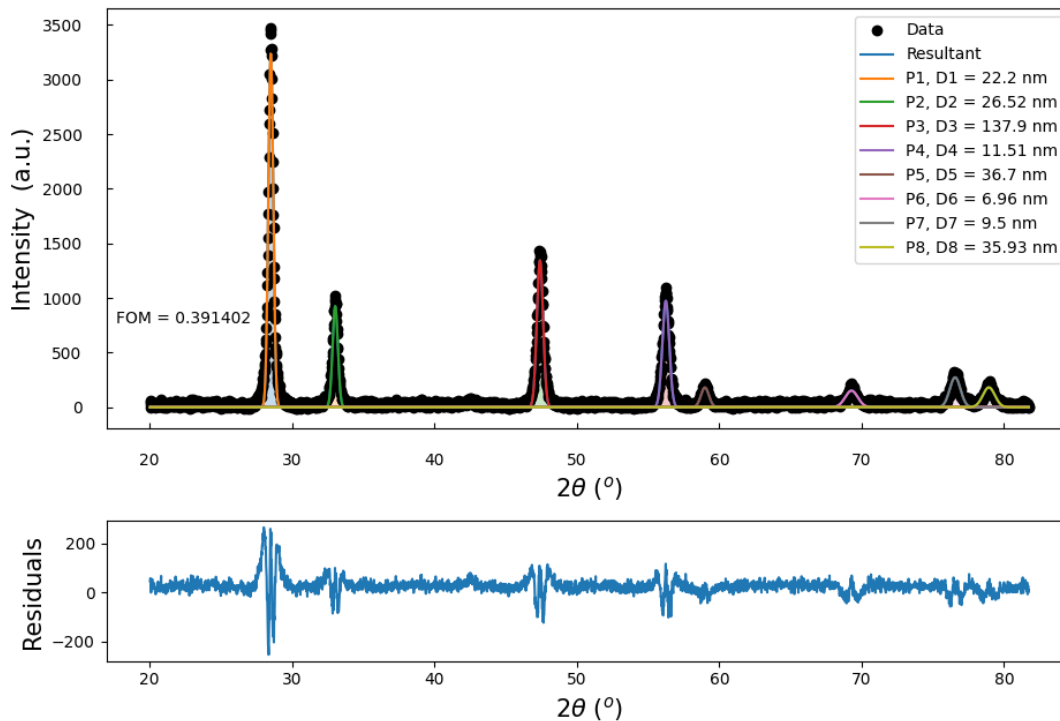 3500
3000
2500
2000
1500
1000
500
0
Intensity (a.u.)
FOM = 0.391402
Data
Resultant
P1, D1 = 22.2 nm
P2, D2 = 26.52 nm
P3, D3 = 137.9 nm
P4, D4 = 11.51 nm
P5, D5 = 36.7 nm
P6, D6 = 6.96 nm
P7, D7 = 9.5 nm
P8, D8 = 35.93 nm
20 30 40 50 60 70 80
2θ (°)
200
0
−200
Residuals
20 30 40 50 60 70 80
2θ (°)